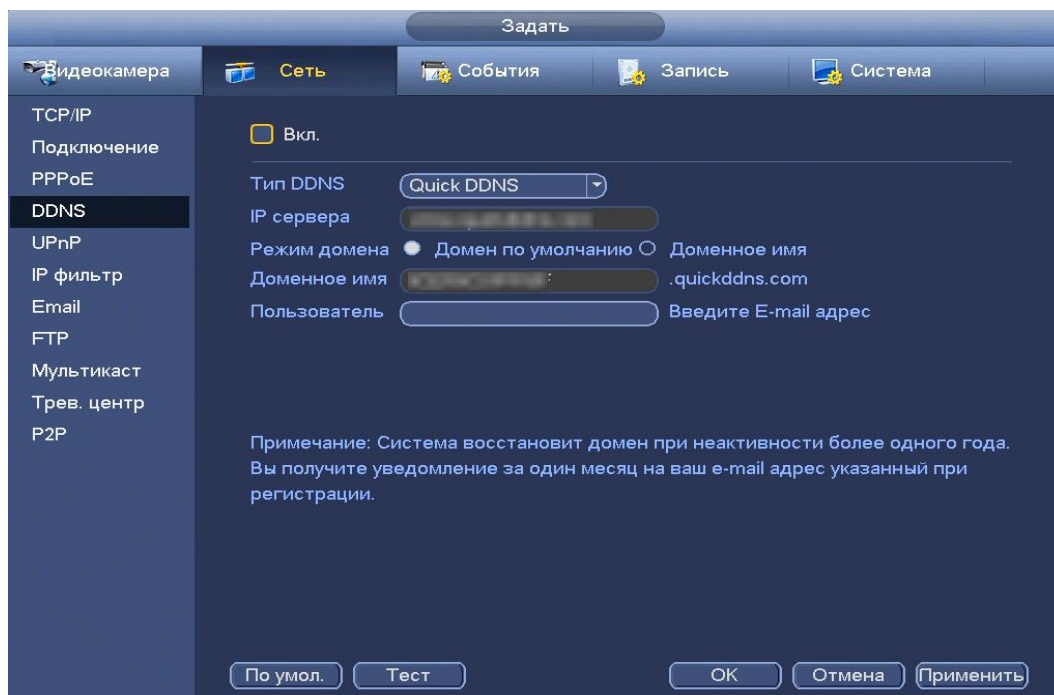 Задать
Видеокамера Сеть События Запись Система
TCP/IP
Подключение
PPPoE
DDNS
UPnP
IP фильтр
Email
FTP
Мультикаст
Трев. центр
P2P
Вкл.
Тип DDNS Quick DDNS
IP сервера
Режим домена Домен по умолчанию Доменное имя
Доменное имя .quickddns.com
Пользователь Введите E-mail адрес
Примечание: Система восстановит домен при неактивности более одного года.
Вы получите уведомление за один месяц на ваш e-mail адрес указанный при
регистрации.
По умол. Тест OK Отмена Применить